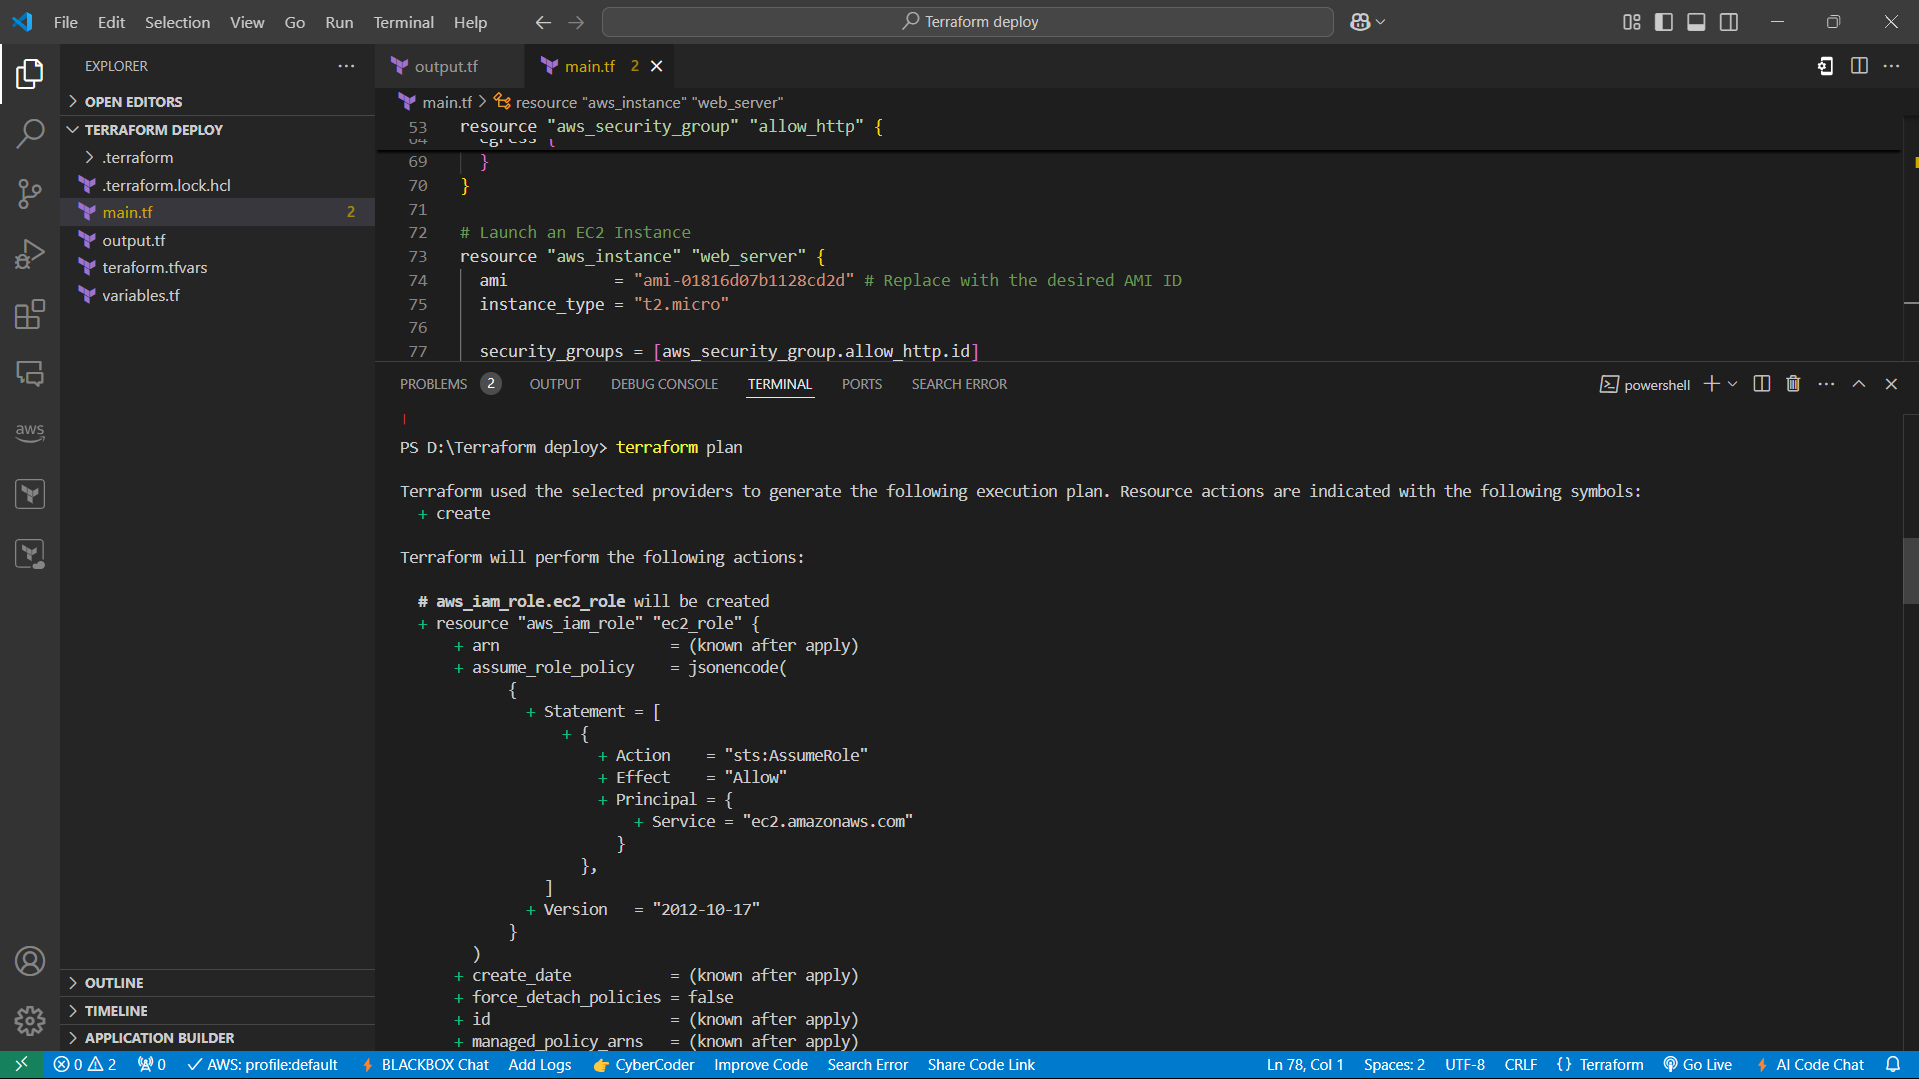 File Edit Selection View Go Run Terminal Help
Terraform deploy
EXPLORER
OPEN EDITORS
TERRAFORM DEPLOY
.terraform
.terraform.lock.hcl
main.tf 2
output.tf
teraform.tfvars
variables.tf
OUTLINE
TIMELINE
APPLICATION BUILDER
aws
output.tf
main.tf 2
main.tf > resource "aws_instance" "web_server"
53 resource "aws_security_group" "allow_http" {
64 egress {
69 }
70 }
71
72 # Launch an EC2 Instance
73 resource "aws_instance" "web_server" {
74 ami = "ami-01816d07b1128cd2d" # Replace with the desired AMI ID
75 instance_type = "t2.micro"
76
77 security_groups = [aws_security_group.allow_http.id]
PROBLEMS 2 OUTPUT DEBUG CONSOLE TERMINAL PORTS SEARCH ERROR
powershell
PS D:\Terraform deploy> terraform plan
Terraform used the selected providers to generate the following execution plan. Resource actions are indicated with the following symbols:
+ create
Terraform will perform the following actions:
# aws_iam_role.ec2_role will be created
+ resource "aws_iam_role" "ec2_role" {
+ arn = (known after apply)
+ assume_role_policy = jsonencode(
{
+ Statement = [
+ {
+ Action = "sts:AssumeRole"
+ Effect = "Allow"
+ Principal = {
+ Service = "ec2.amazonaws.com"
}
},
]
+ Version = "2012-10-17"
}
)
+ create_date = (known after apply)
+ force_detach_policies = false
+ id = (known after apply)
+ managed_policy_arns = (known after apply)
0 2 0 AWS: profile:default BLACKBOX Chat Add Logs CyberCoder Improve Code Search Error Share Code Link Ln 78, Col 1 Spaces: 2 UTF-8 CRLF {} Terraform Go Live AI Code Chat